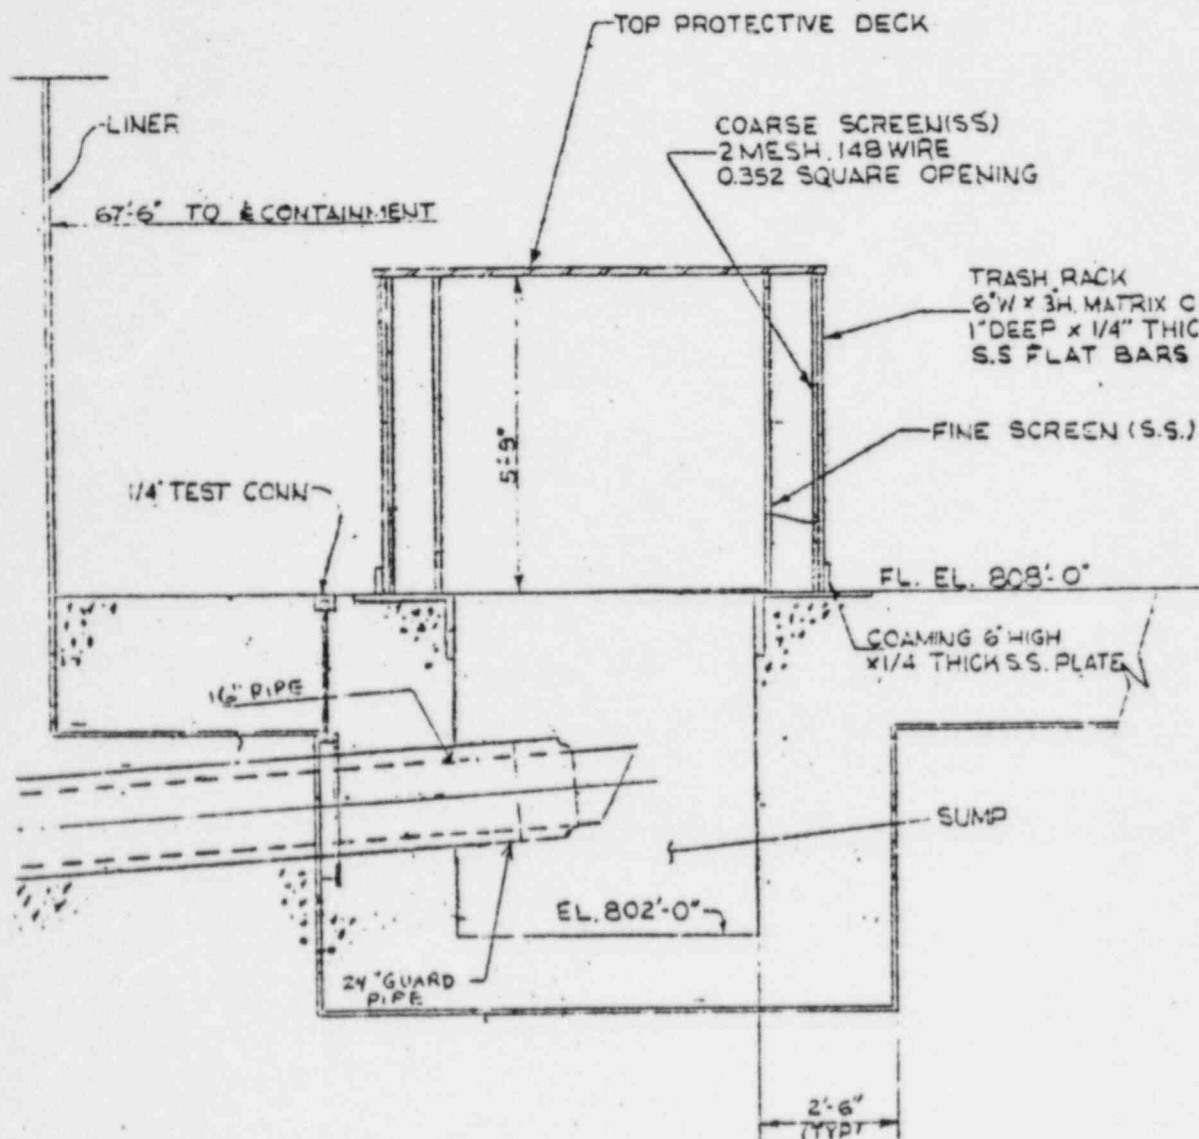 TOP PROTECTIVE DECK
LINER
COARSE SCREEN(SS)
2 MESH .148 WIRE
0.352 SQUARE OPENING
67'-6" TO ℄ CONTAINMENT
TRASH RACK
6"W x 3"H. MATRIX
1" DEEP x 1/4" THIC
S.S FLAT BARS
5'-9"
FINE SCREEN (S.S.)
1/4" TEST CONN
FL. EL. 808'-0"
COAMING 6" HIGH
x1/4 THICK S.S. PLATE
16" PIPE
SUMP
EL. 802'-0"
24" GUARD
PIPE
2'-6"
(TYP)